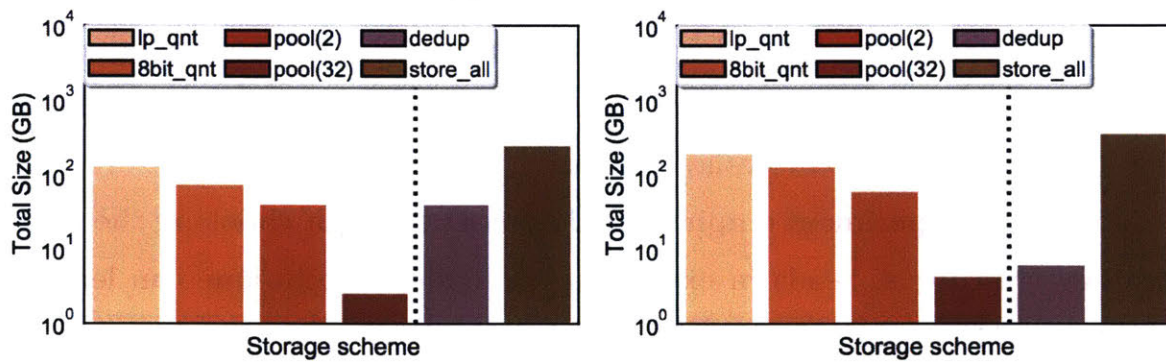 10^4
lp_qnt pool(2) dedup
8bit_qnt pool(32) store_all
10^3
10^2
10^1
10^0
Total Size (GB)
Storage scheme
10^4
lp_qnt pool(2) dedup
8bit_qnt pool(32) store_all
10^3
10^2
10^1
10^0
Total Size (GB)
Storage scheme